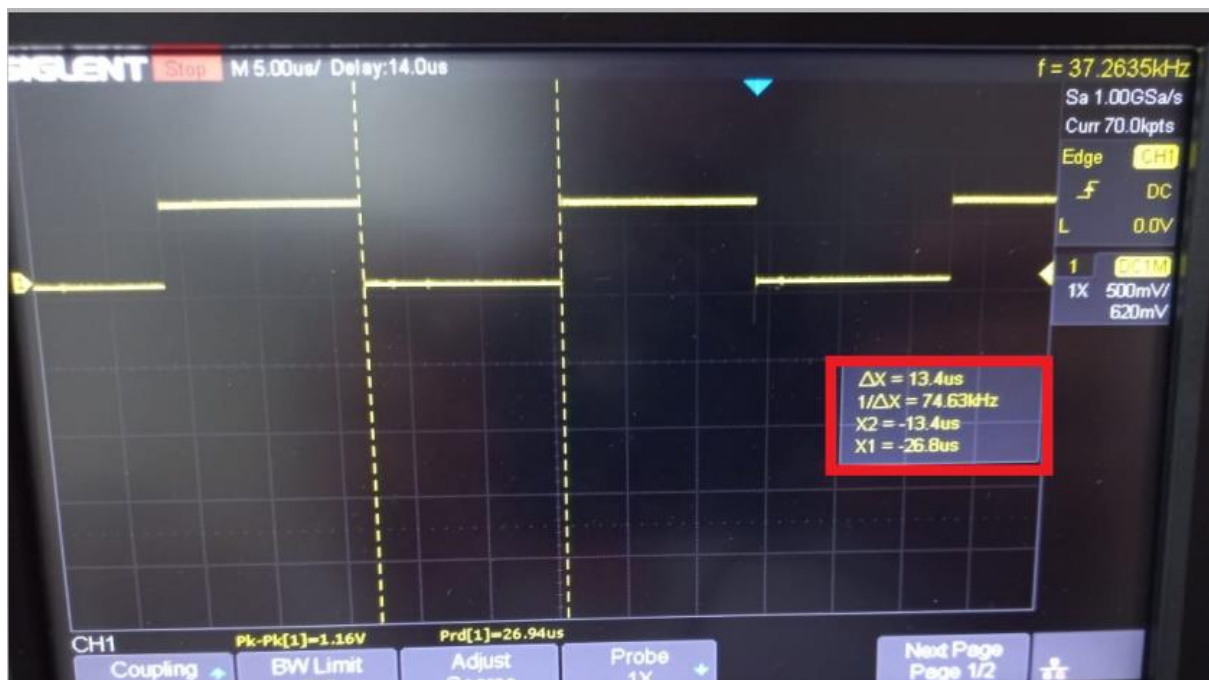 SIGLENT Stop M 5.00us/ Delay:14.0us f = 37.2635kHz
Sa 1.00GSa/s
Curr 70.0kpts
Edge CH1
DC
L 0.0V
1 DC1M
1X 500mV/
620mV
ΔX = 13.4us
1/ΔX = 74.63kHz
X2 = -13.4us
X1 = -26.8us
CH1 Pk-Pk[1]=1.16V Prd[1]=26.94us
Coupling BW Limit Adjust Probe Next Page
1X Page 1/2